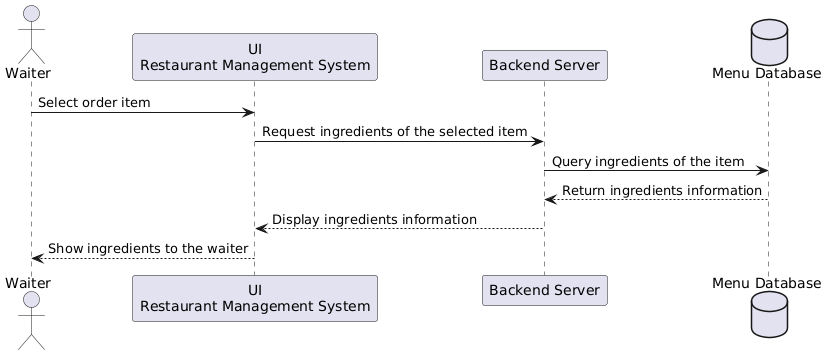 Waiter
UI
Restaurant Management System
Backend Server
Menu Database
Select order item
Request ingredients of the selected item
Query ingredients of the item
Return ingredients information
Display ingredients information
Show ingredients to the waiter
Waiter
UI
Restaurant Management System
Backend Server
Menu Database